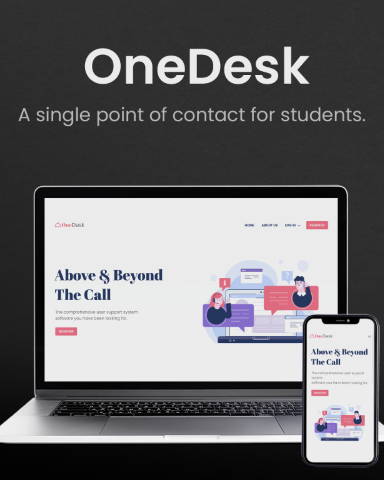 OneDesk
A single point of contact for students.
OneDesk
HOME ABOUT US LOG IN
Above & Beyond
The Call
The comprehensive user support system
software you have been looking for.
REGISTER
OneDesk
Above & Beyond
The Call
The comprehensive user support
system
software you have been looking for.
REGISTER